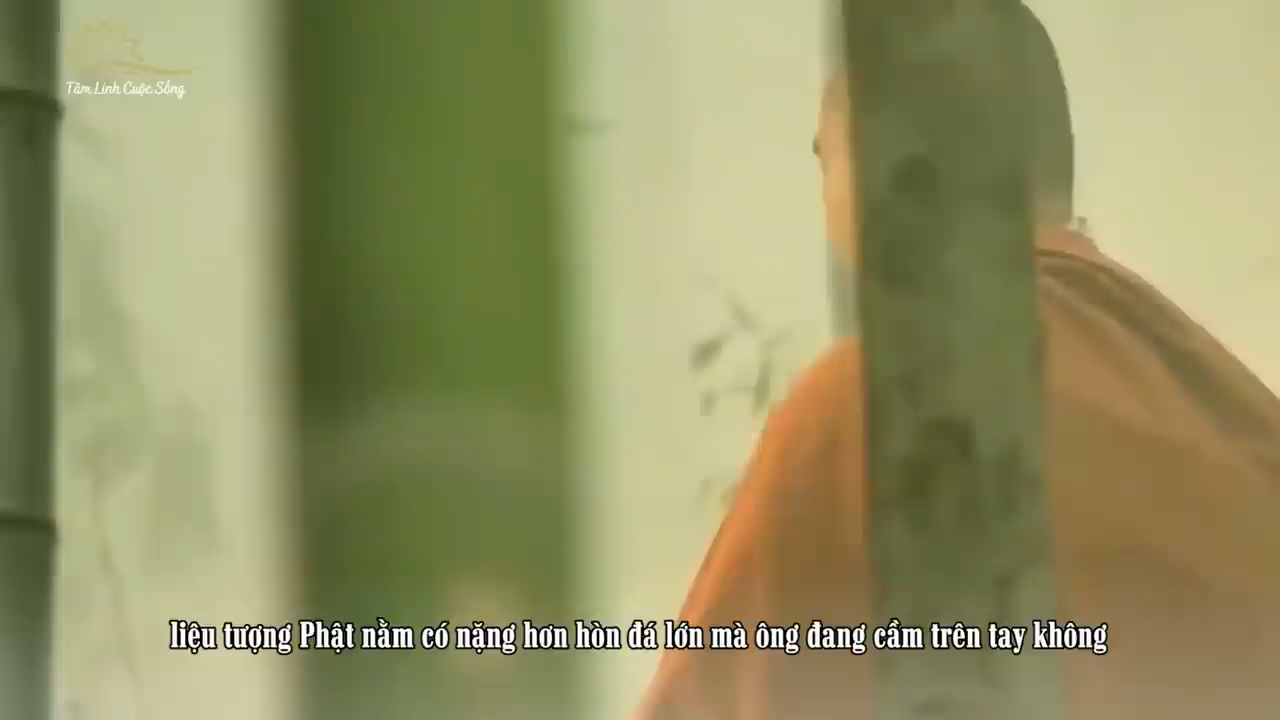 Tâm Linh Cuộc Sống
liệu tượng Phật nằm có nặng hơn hòn đá lớn mà ông đang cầm trên tay không